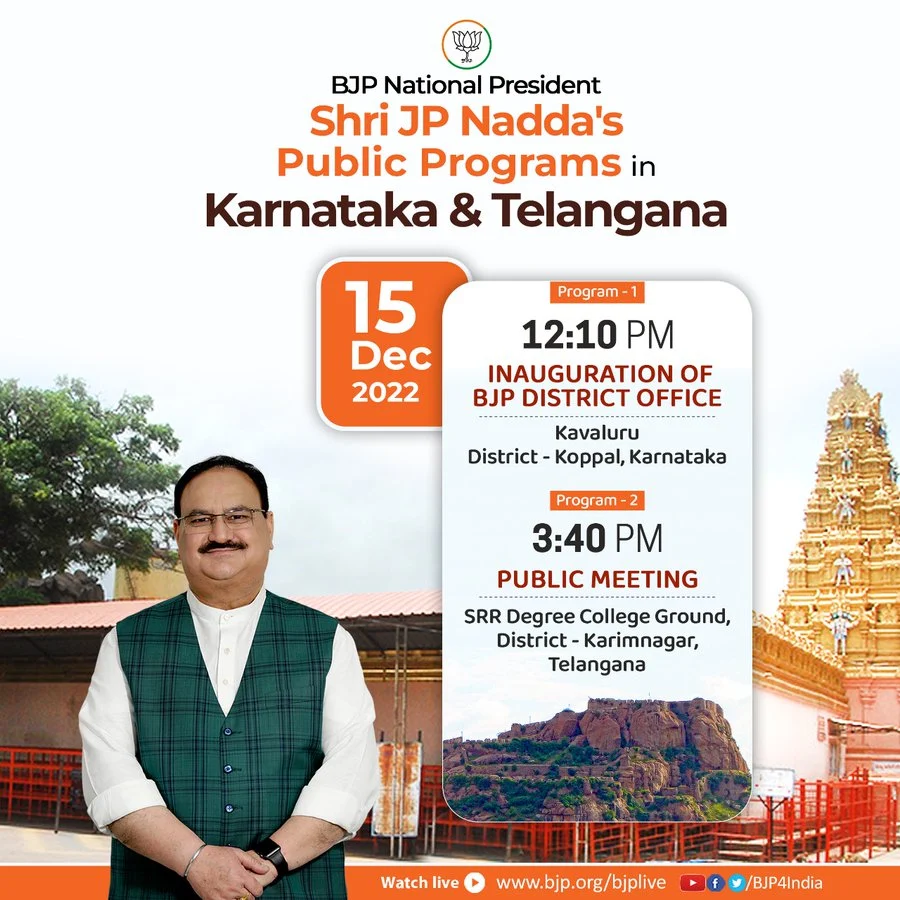 BJP National President
Shri JP Nadda's
Public Programs in
Karnataka & Telangana
15
Dec
2022
Program - 1
12:10 PM
INAUGURATION OF
BJP DISTRICT OFFICE
Kavaluru
District - Koppal, Karnataka
Program - 2
3:40 PM
PUBLIC MEETING
SRR Degree College Ground,
District - Karimnagar,
Telangana
Watch live www.bjp.org/bjplive /BJP4India